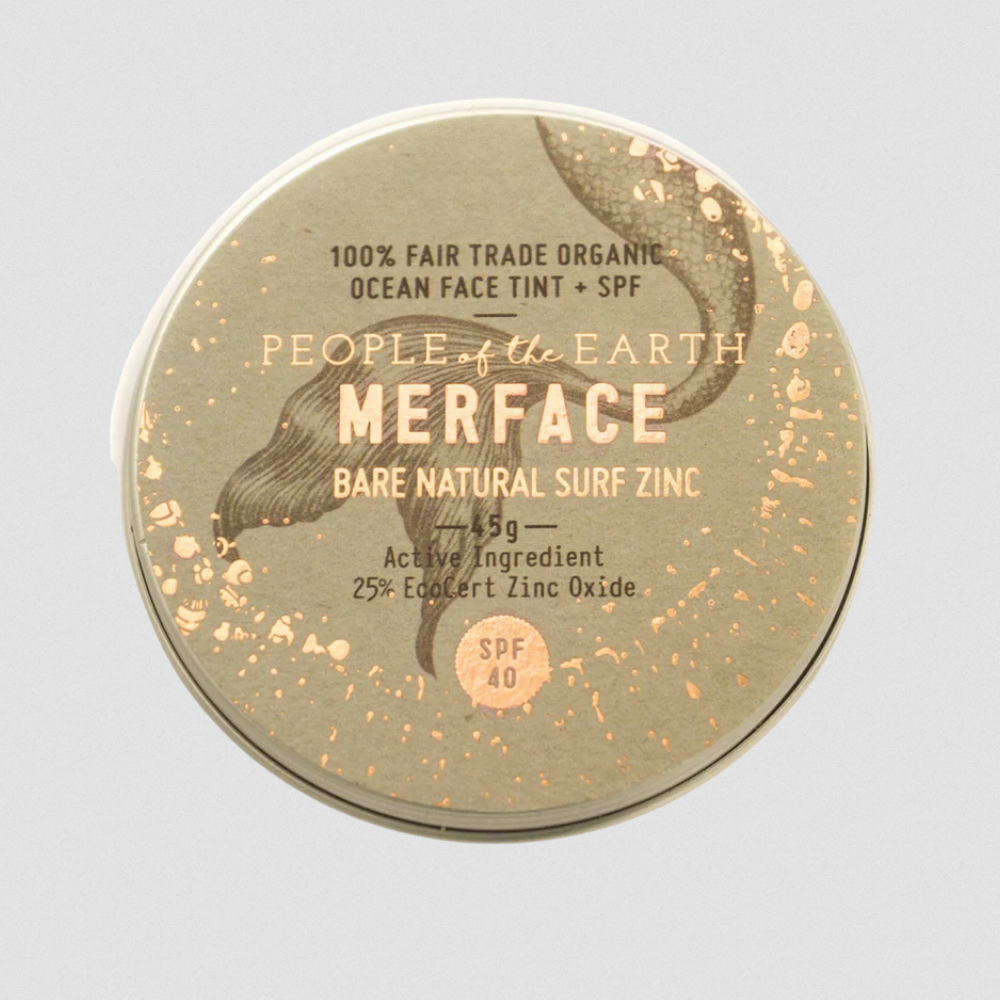 100% FAIR TRADE ORGANIC
OCEAN FACE TINT + SPF
PEOPLE of the EARTH
MERFACE
BARE NATURAL SURF ZINC
— 45g —
Active Ingredient
25% EcoCert Zinc Oxide
SPF
40